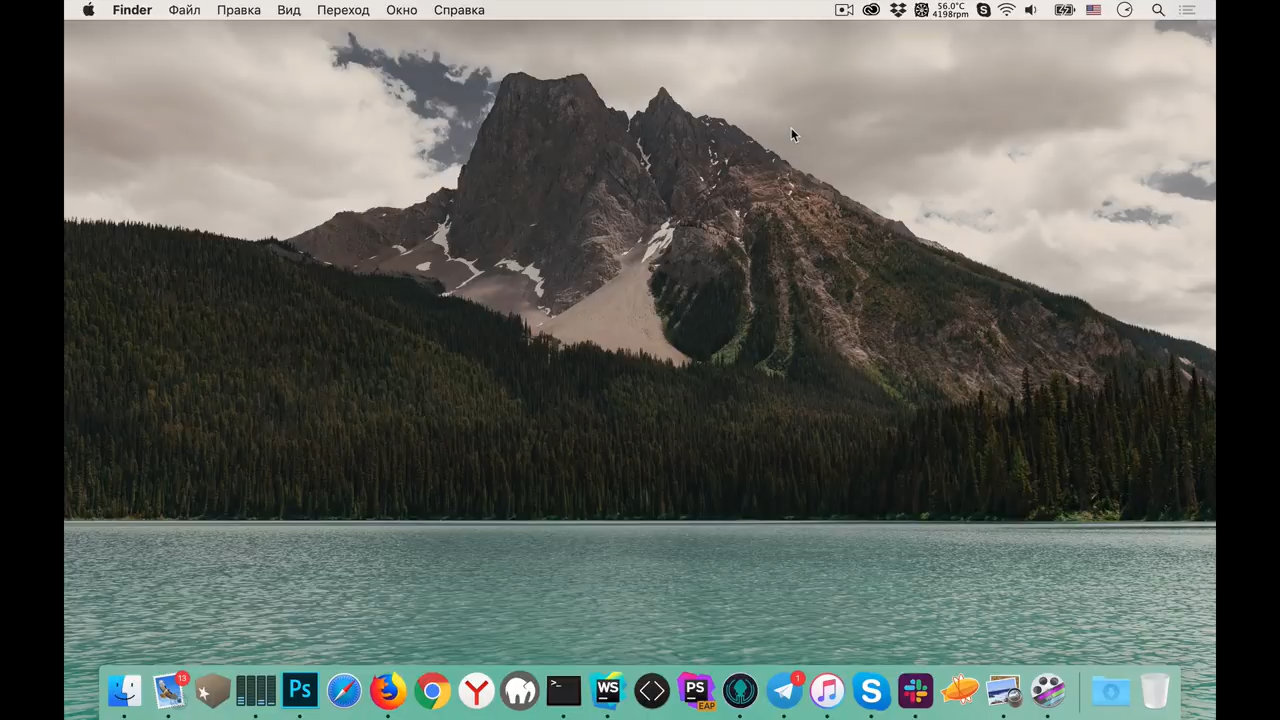 Finder Файл Правка Вид Переход Окно Справка
56.0°C
4198rpm
13
Ps
>_
WS
PS
EAP
1